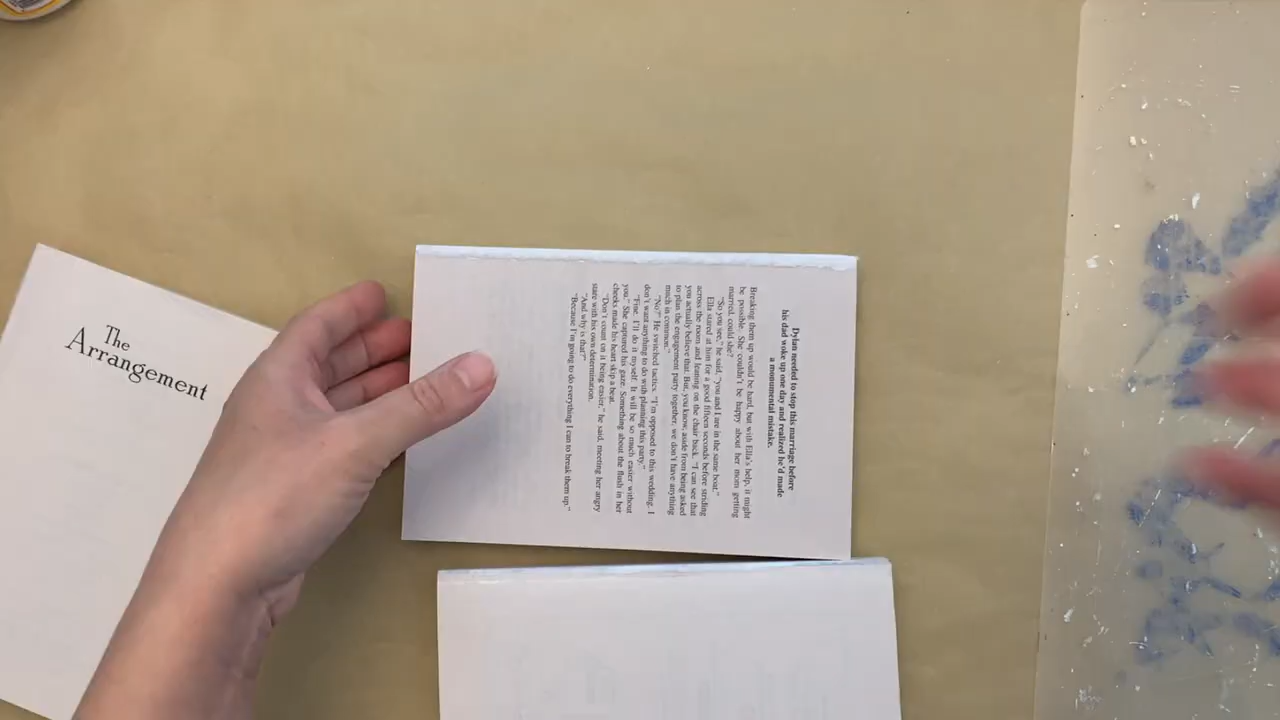 The
Arrangement
Dylan needed to stop this marriage before
his dad woke up one day and realized he'd made
a monumental mistake.
Breaking them up would be hard, but with Ella's help, it might
be possible. She couldn't be happy about her mom getting
married, could she?
"So you see," he said, "you and I are in the same boat."
Ella stared at him for a good fifteen seconds before striding
across the room and leaning on the chair back. "I can see that
you actually believe that. But, you know, aside from being asked
to plan the engagement party together, we don't have anything
much in common."
"No?" He switched tactics. "I'm opposed to this wedding. I
don't want anything to do with planning this party."
"Fine. I'll do it myself. It will be so much easier without
you." She captured his gaze. Something about the flush in her
cheeks made his heart skip a beat.
"Don't count on it being easier," he said, meeting her angry
stare with his own determination.
"And why is that?"
"Because I'm going to do everything I can to break them up."